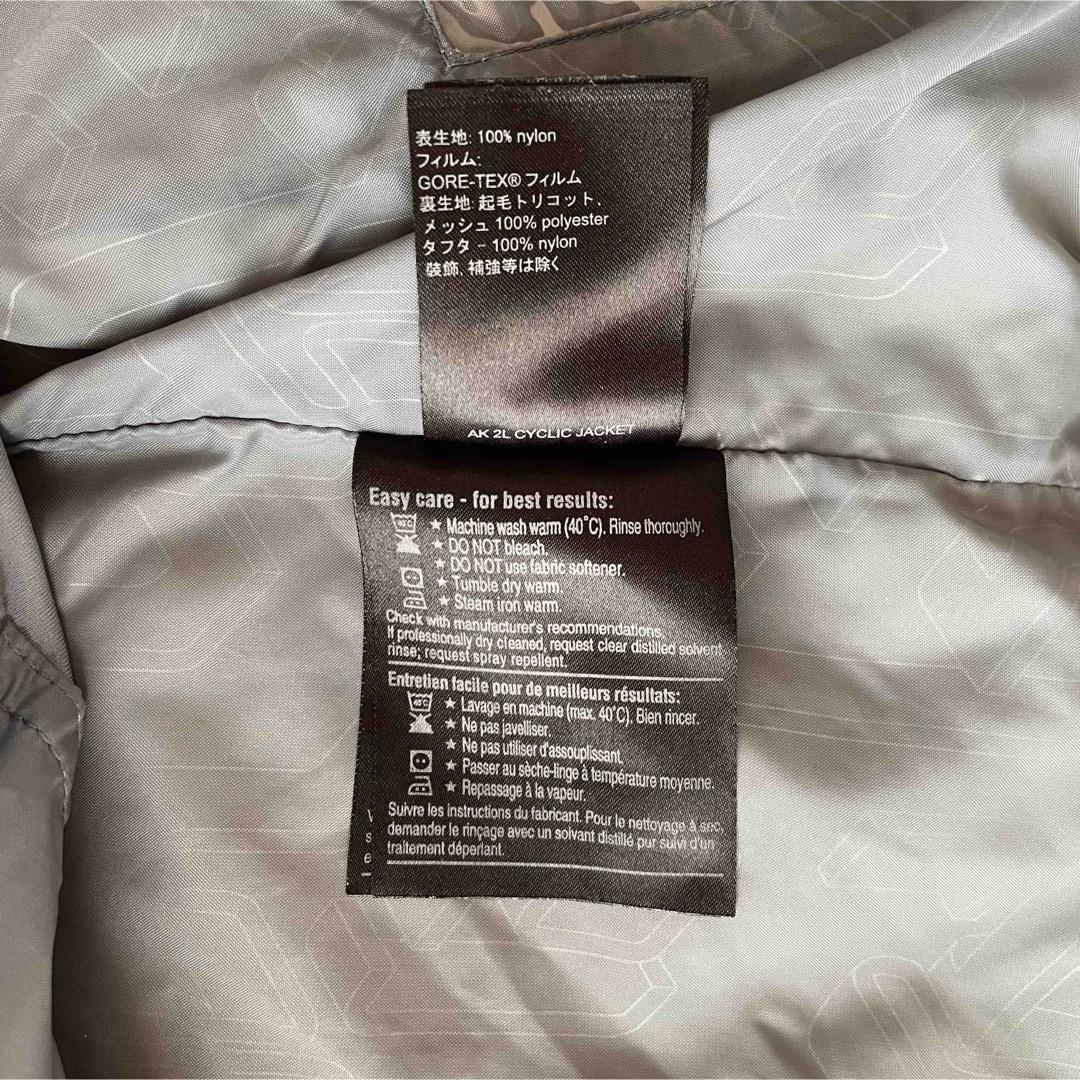 表生地: 100% nylon
フィルム:
GORE-TEX® フィルム
裏生地: 起毛トリコット、
メッシュ 100% polyester
タフタ - 100% nylon
装飾、補強等は除く
AK 2L CYCLIC JACKET
Easy care - for best results:
40°C
★ Machine wash warm (40°C). Rinse thoroughly.
★ DO NOT bleach.
★ DO NOT use fabric softener.
★ Tumble dry warm.
★ Steam iron warm.
Check with manufacturer's recommendations.
If professionally dry cleaned, request clear distilled solvent
rinse; request spray repellent.
Entretien facile pour de meilleurs résultats:
40°C
★ Lavage en machine (max. 40°C). Bien rincer.
★ Ne pas javelliser.
★ Ne pas utiliser d'assouplissant.
★ Passer au sèche-linge à température moyenne.
★ Repassage à la vapeur.
Suivre les instructions du fabricant. Pour le nettoyage à sec,
demander le rinçage avec un solvant distillé pur suivi d'un
traitement déperlant.